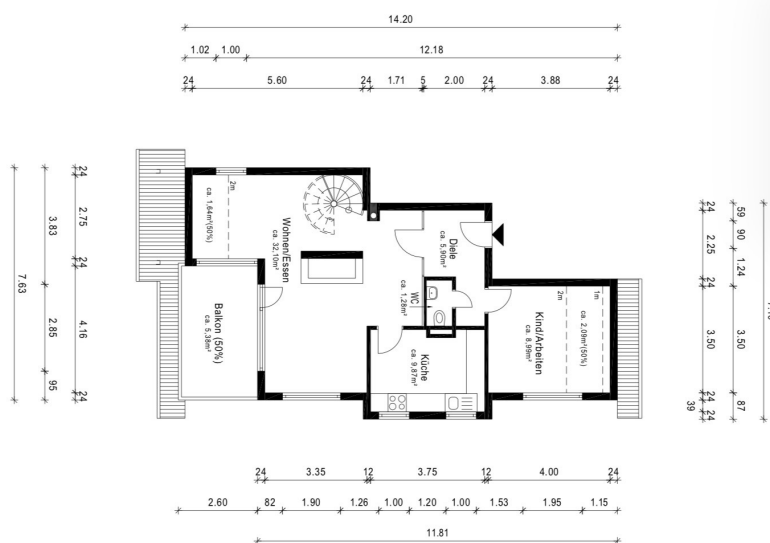 14.20
1.02 1.00 12.18
24 5.60 24 1.71 5 2.00 24 3.88 24
7.63
3.83 2.85 95
24 2.75 24 4.16 24
2m
ca. 1,64m²(50%)
Wohnen/Essen
ca. 32,10m²
Balkon (50%)
ca. 5,38m²
Diele
ca. 5,90m²
WC
ca. 1,28m²
Küche
ca. 9,87m²
Kind/Arbeiten
ca. 8,99m²
2m
1m
ca. 2,09m²(50%)
24 2.25 24 3.50 24 24
39
59 90 1.24 3.50 87
24 3.35 12 3.75 12 4.00 24
2.60 82 1.90 1.26 1.00 1.20 1.00 1.53 1.95 1.15
11.81